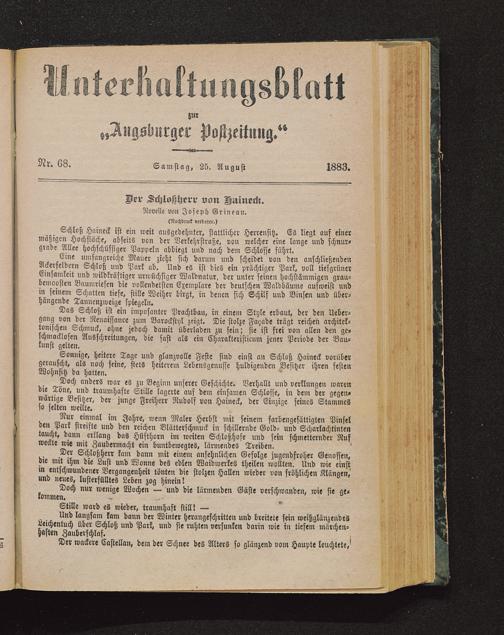 Unterhaltungsblatt
zur
„Augsburger Postzeitung.“
Nr. 68. Samstag, 25. August 1883.
Der Schloßherr von Haineck.
Novelle von Joseph Grineau.
(Nachdruck verboten.)
Schloß Haineck ist ein weit ausgedehnter, stattlicher Herrensitz. Es liegt auf einer
mäßigen Hochfläche, abseits von der Verkehrsstraße, von welcher eine lange und schnur-
grade Allee hochschüssiger Pappeln abbiegt und nach dem Schlosse führt.
Eine umfangreiche Mauer zieht sich darum und scheidet von den anschließenden
Ackerfeldern Schloß und Park ab. Und es ist dies ein prächtiger Park, voll tiefgrüner
Einsamkeit und wildkräftiger urwüchsiger Waldnatur, der unter seinen hochstämmigen grau-
bemoosten Baumriesen die vollendetsten Exemplare der deutschen Waldbäume aufweist und
in seinem Schatten tiefe, stille Weiher birgt, in denen sich Schilf und Binsen und über-
hängende Tannenzweige spiegeln.
Das Schloß ist ein imposanter Prachtbau, in einem Style erbaut, der den Ueber-
gang von der Renaissance zum Barockstyl zeigt. Die stolze Façade trägt reichen architek-
tonischen Schmuck, ohne jedoch damit überladen zu sein; sie ist frei von allen den ge-
schmacklosen Ausschreitungen, die fast als ein Charakteristicum jener Periode der Bau-
kunst gelten.
Sonnige, heitere Tage und glanzvolle Feste sind einst an Schloß Haineck vorüber
gerauscht, als noch seine, stets heiterem Lebensgenusse huldigenden Besitzer ihren festen
Wohnsitz da hatten.
Doch anders war es zu Beginn unserer Geschichte. Verhallt und verklungen waren
die Töne, und traumhafte Stille lagerte auf dem einsamen Schlosse, in dem der gegen-
wärtige Besitzer, der junge Freiherr Rudolf von Haineck, der Einzige seines Stammes
so selten weilte.
Nur einmal im Jahre, wenn Maler Herbst mit seinem farbengesättigten Pinsel
den Park streifte und den reichen Blätterschmuck in schillernde Gold- und Scharlachtinten
taucht, dann erklang das Hüfthorn im weiten Schloßhofe und sein schmetternder Ruf
weckte wie mit Zaubermacht ein buntbewegtes, lärmendes Treiben.
Der Schloßherr kam dann mit einem ansehnlichen Gefolge jugendfroher Genossen,
die mit ihm die Lust und Wonne des edlen Waidwerkes theilen wollten. Und wie einst
in entschwundener Vergangenheit tönten die stolzen Hallen wieder von fröhlichen Klängen,
und neues, lusterfülltes Leben zog hinein!
Doch nur wenige Wochen — und die lärmenden Gäste verschwanden, wie sie ge-
kommen.
Stille ward es wieder, traumhaft still! —
Und langsam kam dann der Winter herangeschritten und breitete sein weißglänzendes
Leichentuch über Schloß und Park, und sie ruhten versunken darin wie in tiefem märchen-
haften Zauberschlaf.
Der wackere Castellan, dem der Schnee des Alters so glänzend vom Haupte leuchtete,